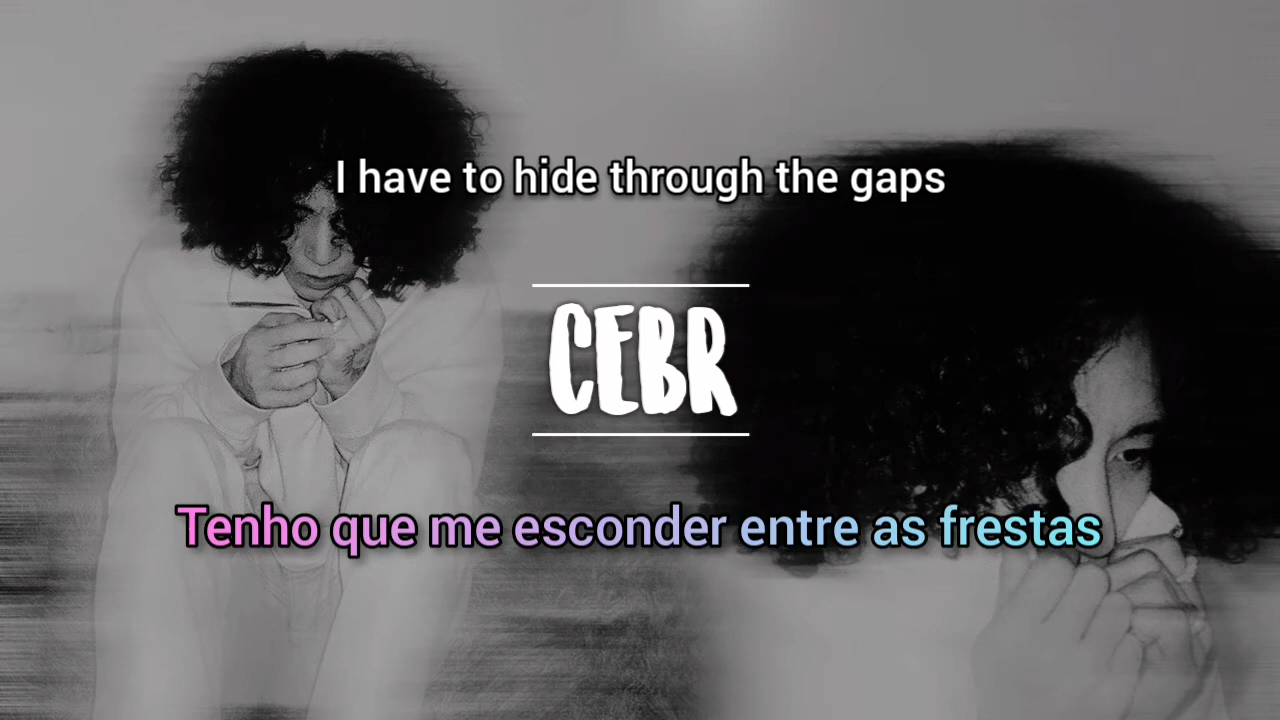 I have to hide through the gaps
CEBR
Tenho que me esconder entre as frestas